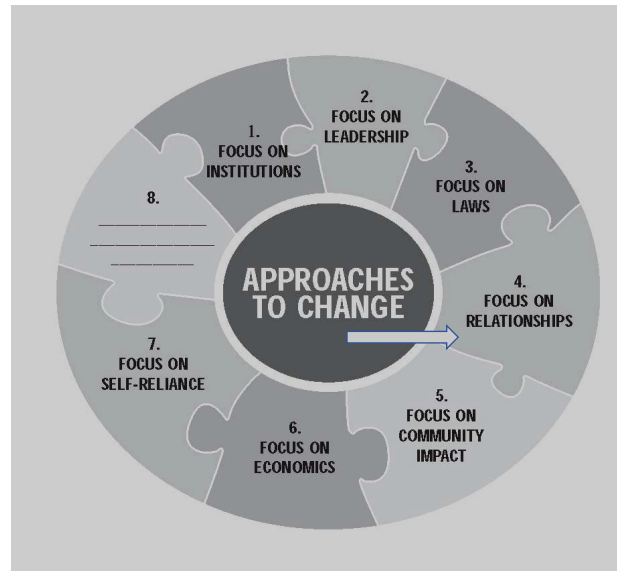 1.
FOCUS ON
INSTITUTIONS
2.
FOCUS ON
LEADERSHIP
3.
FOCUS ON
LAWS
4.
FOCUS ON
RELATIONSHIPS
5.
FOCUS ON
COMMUNITY
IMPACT
6.
FOCUS ON
ECONOMICS
7.
FOCUS ON
SELF-RELIANCE
8.
APPROACHES
TO CHANGE